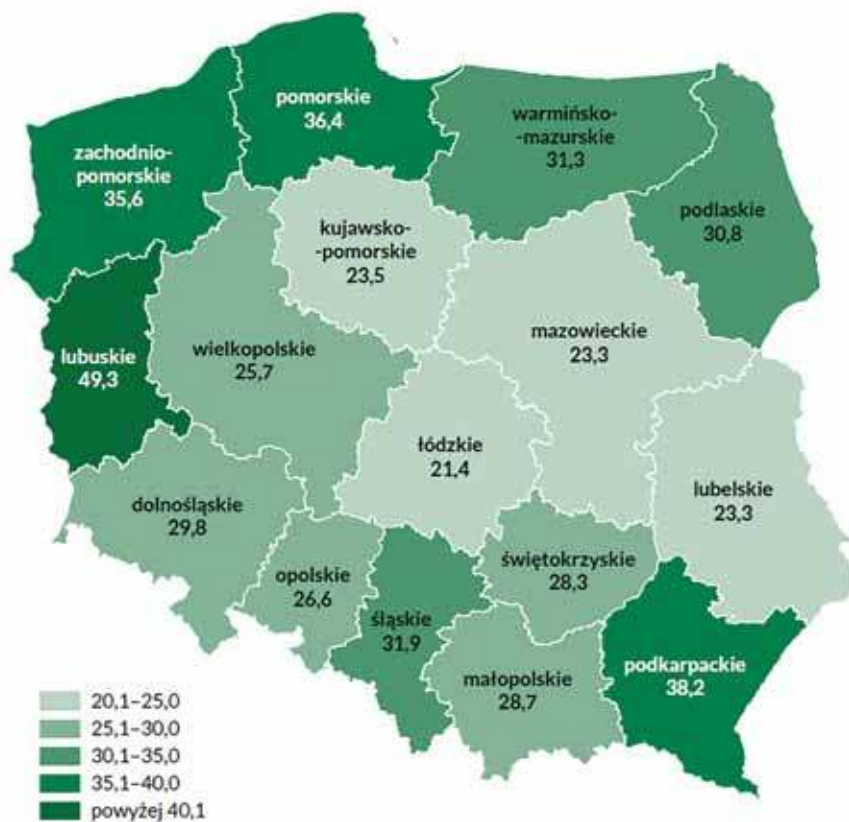 pomorskie
36,4
zachodnio-
pomorskie
35,6
warmińsko-
-mazurskie
31,3
podlaskie
30,8
kujawsko-
-pomorskie
23,5
mazowieckie
23,3
lubuskie
49,3
wielkopolskie
25,7
łódzkie
21,4
lubelskie
23,3
dolnośląskie
29,8
opolskie
26,6
świętokrzyskie
28,3
śląskie
31,9
małopolskie
28,7
podkarpackie
38,2
20,1–25,0
25,1–30,0
30,1–35,0
35,1–40,0
powyżej 40,1